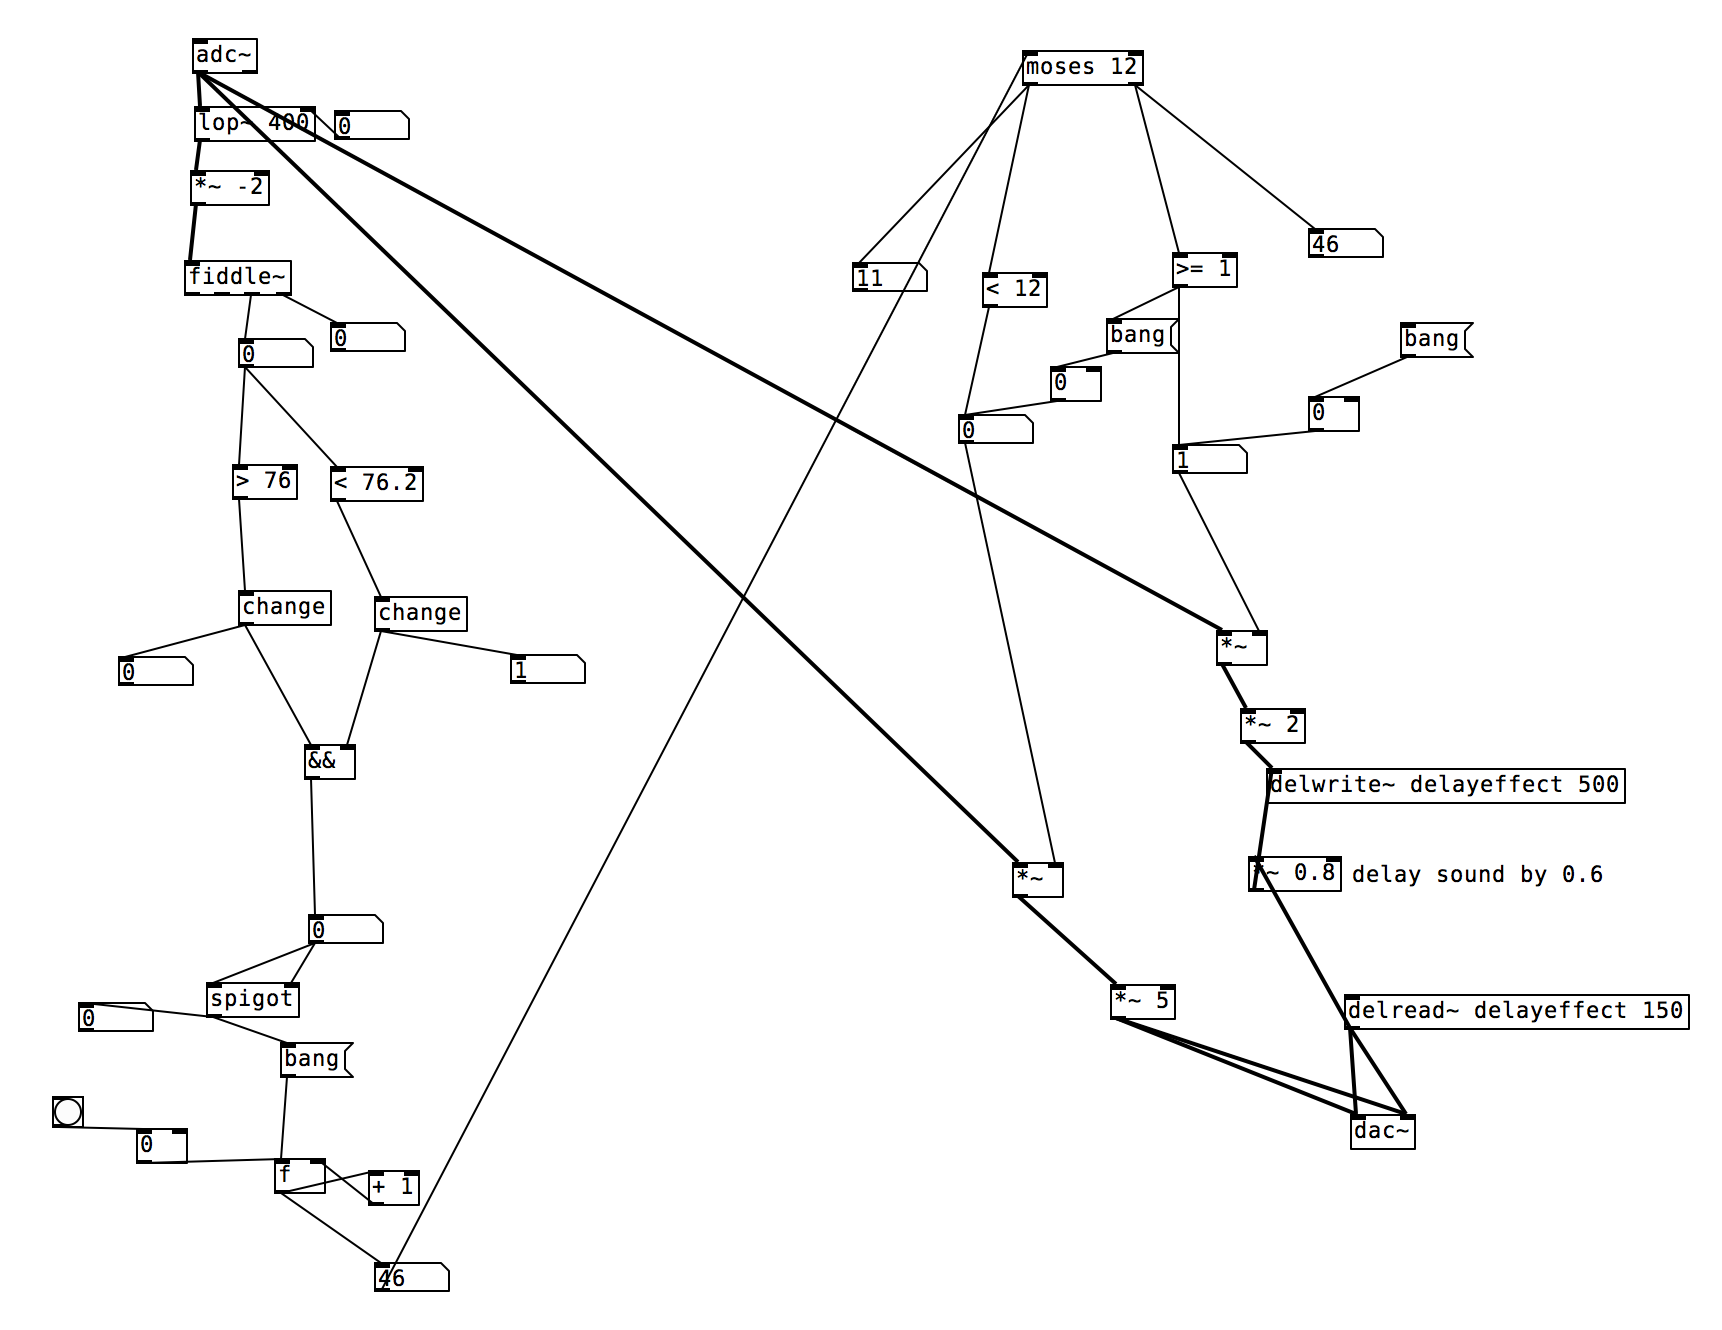 adc~
moses 12
lop~ 400
0
*~ -2
46
fiddle~
11
< 12
>= 1
0
0
bang
bang
0
0
0
1
> 76
< 76.2
change
change
*~
0
1
*~ 2
&&
delwrite~ delayeffect 500
*~
*~ 0.8
delay sound by 0.6
0
spigot
*~ 5
delread~ delayeffect 150
0
bang
0
dac~
f
+ 1
46